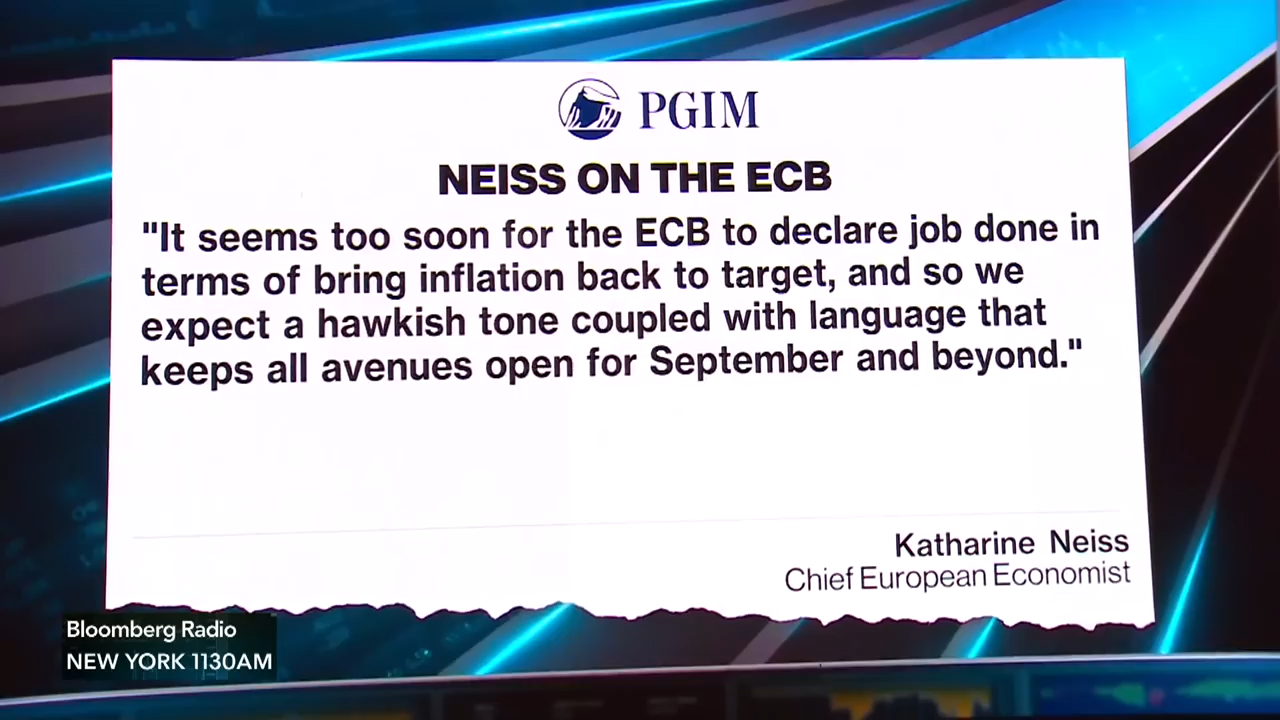 PGIM
NEISS ON THE ECB
"It seems too soon for the ECB to declare job done in
terms of bring inflation back to target, and so we
expect a hawkish tone coupled with language that
keeps all avenues open for September and beyond."
Katharine Neiss
Chief European Economist
Bloomberg Radio
NEW YORK 1130AM